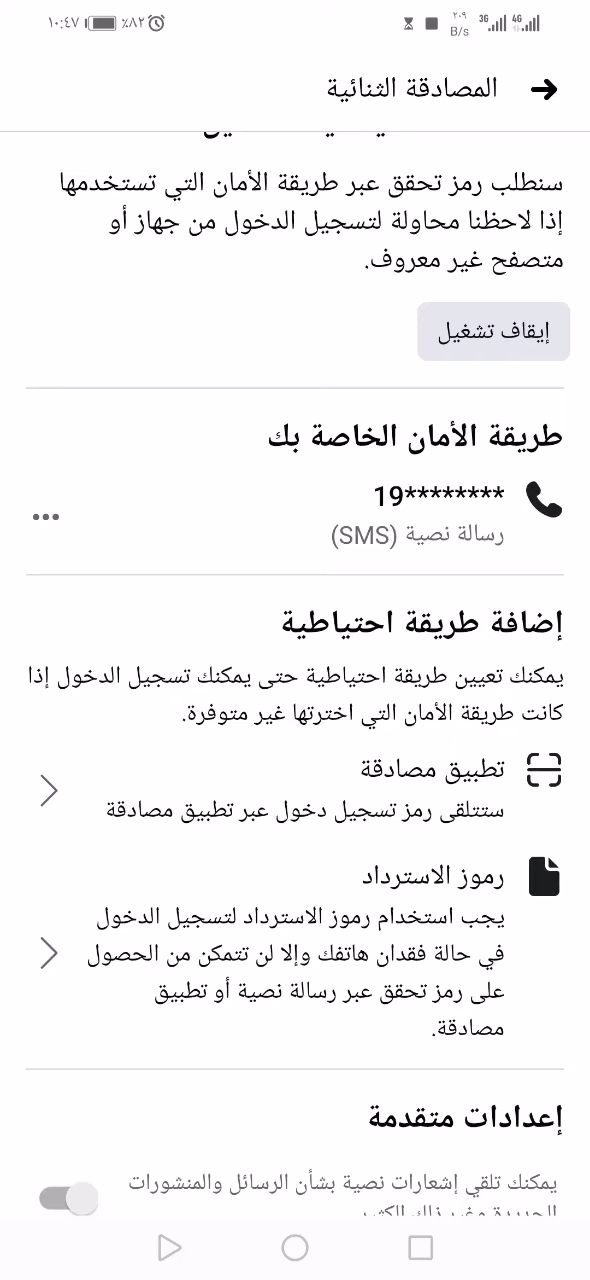 ١٠:٤٧ ٪٨٢ ٢٠٩ B/s 3G 4G
المصادقة الثنائية
سنطلب رمز تحقق عبر طريقة الأمان التي تستخدمها
إذا لاحظنا محاولة لتسجيل الدخول من جهاز أو
متصفح غير معروف.
إيقاف تشغيل
طريقة الأمان الخاصة بك
********19
رسالة نصية (SMS)
إضافة طريقة احتياطية
يمكنك تعيين طريقة احتياطية حتى يمكنك تسجيل الدخول إذا
كانت طريقة الأمان التي اخترتها غير متوفرة.
تطبيق مصادقة
ستتلقى رمز تسجيل دخول عبر تطبيق مصادقة
رموز الاسترداد
يجب استخدام رموز الاسترداد لتسجيل الدخول
في حالة فقدان هاتفك وإلا لن تتمكن من الحصول
على رمز تحقق عبر رسالة نصية أو تطبيق
مصادقة.
إعدادات متقدمة
يمكنك تلقي إشعارات نصية بشأن الرسائل والمنشورات